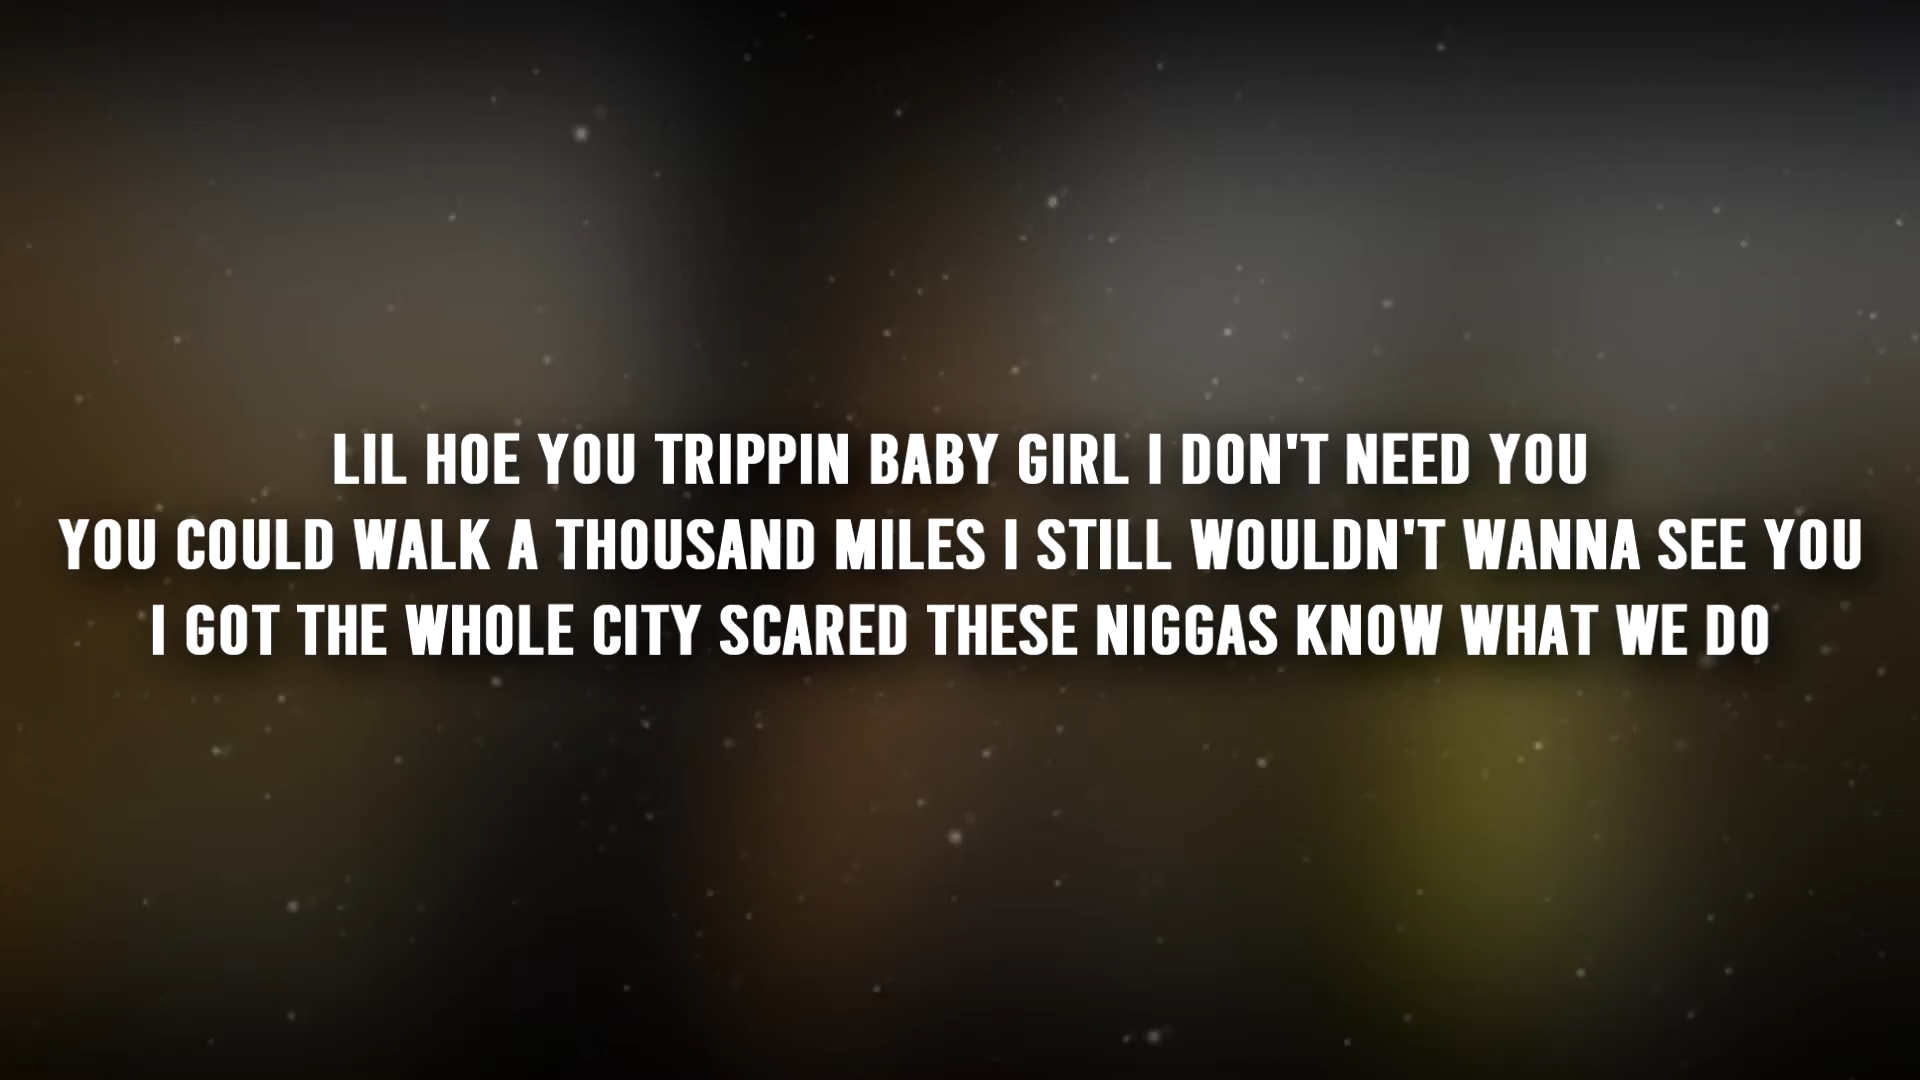 LIL HOE YOU TRIPPIN BABY GIRL I DON'T NEED YOU
YOU COULD WALK A THOUSAND MILES I STILL WOULDN'T WANNA SEE YOU
I GOT THE WHOLE CITY SCARED THESE NIGGAS KNOW WHAT WE DO